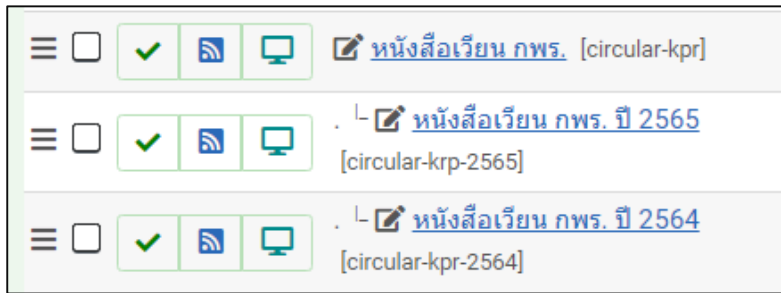 หนังสือเวียน กพร. [circular-kpr]
. └ หนังสือเวียน กพร. ปี 2565
[circular-krp-2565]
. └ หนังสือเวียน กพร. ปี 2564
[circular-kpr-2564]